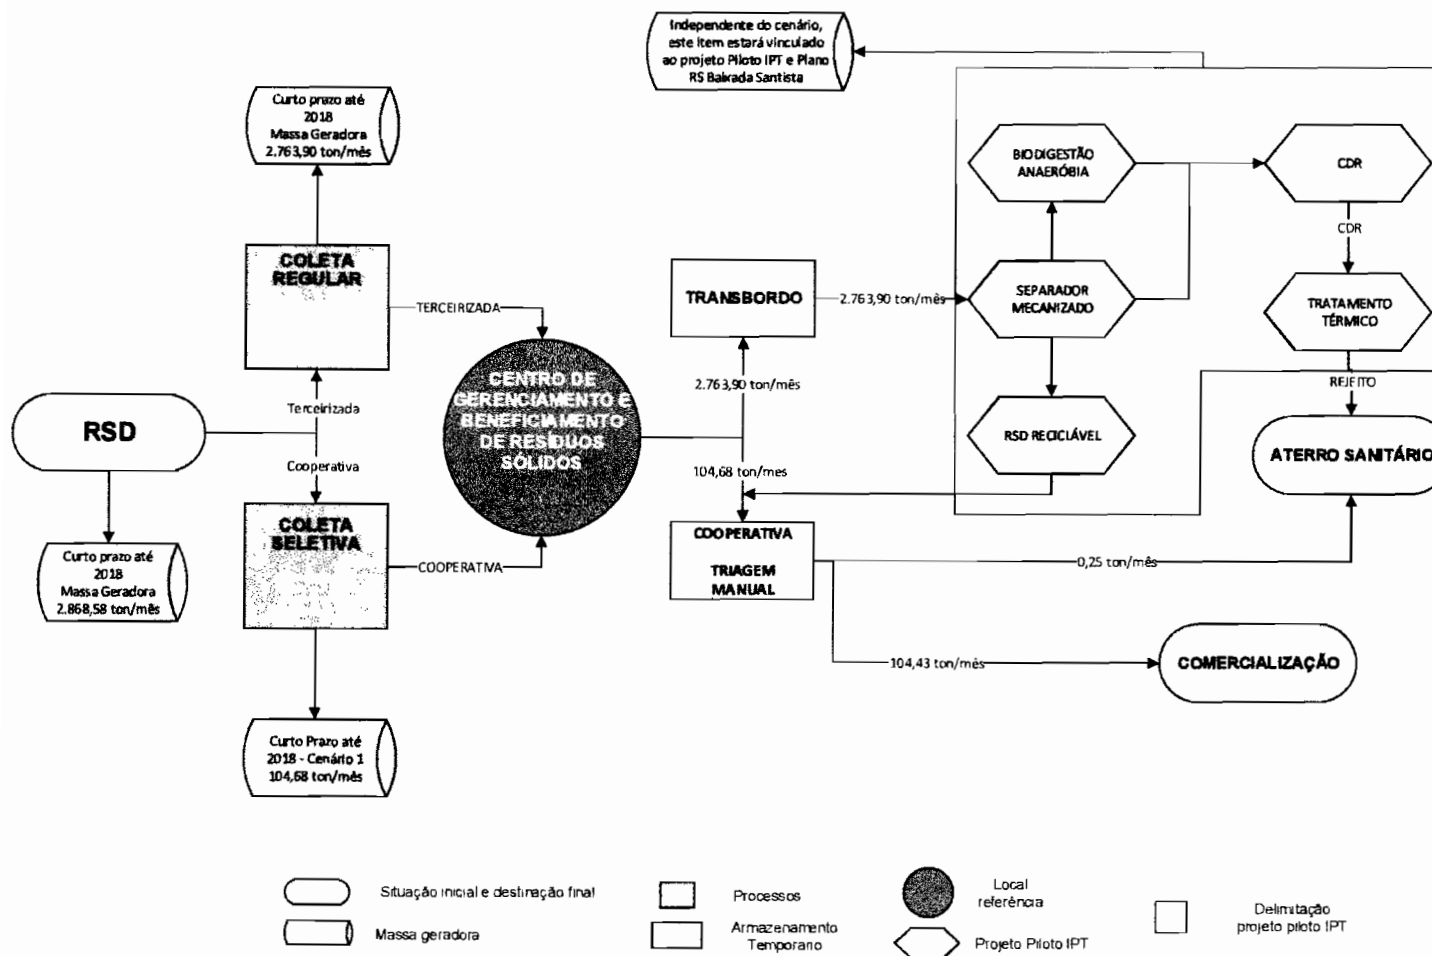 Independente do cenário,
este item estará vinculado
ao projeto Piloto IPT e Plano
RS Baixada Santista
Curto prazo até
2018
Massa Geradora
2.763,90 ton/mês
BIODIGESTÃO
ANAERÓBIA
CDR
CDR
COLETA
REGULAR
TERCEIRIZADA
TRANSBORDO
2.763,90 ton/mês
SEPARADOR
MECANIZADO
TRATAMENTO
TÉRMICO
REJEITO
2.763,90 ton/mês
CENTRO DE
GERENCIAMENTO E
BENEFICIAMENTO
DE RESÍDUOS
SÓLIDOS
Terceirizada
RSD
Cooperativa
RSD RECICLÁVEL
ATERRO SANITÁRIO
104,68 ton/mes
COLETA
SELETIVA
COOPERATIVA
COOPERATIVA
TRIAGEM
MANUAL
0,25 ton/mês
Curto prazo até
2018
Massa Geradora
2.868,58 ton/mês
104,43 ton/mês
COMERCIALIZAÇÃO
Curto Prazo até
2018 - Cenário 1
104,68 ton/mês
Situação inicial e destinação final
Processos
Local
referência
Delimitação
projeto piloto IPT
Massa geradora
Armazenamento
Temporario
Projeto Piloto IPT